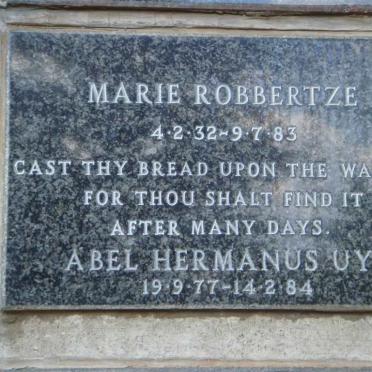 MARIE ROBBERTZE
4·2·32-9·7·83
CAST THY BREAD UPON THE WA
FOR THOU SHALT FIND IT
AFTER MANY DAYS.
ABEL HERMANUS UY
19·9·77-14·2·84